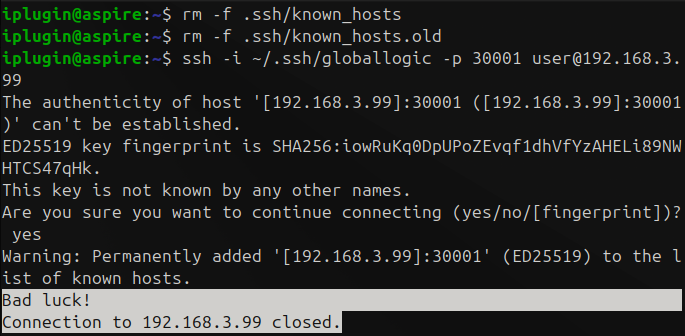 iplugin@aspire:~$ rm -f .ssh/known_hosts
iplugin@aspire:~$ rm -f .ssh/known_hosts.old
iplugin@aspire:~$ ssh -i ~/.ssh/globallogic -p 30001 user@192.168.3.
99
The authenticity of host '[192.168.3.99]:30001 ([192.168.3.99]:30001
)' can't be established.
ED25519 key fingerprint is SHA256:iowRuKq0DpUPoZEvqf1dhVfYzAHELi89NW
HTCS47qHk.
This key is not known by any other names.
Are you sure you want to continue connecting (yes/no/[fingerprint])?
 yes
Warning: Permanently added '[192.168.3.99]:30001' (ED25519) to the l
ist of known hosts.
Bad luck!
Connection to 192.168.3.99 closed.